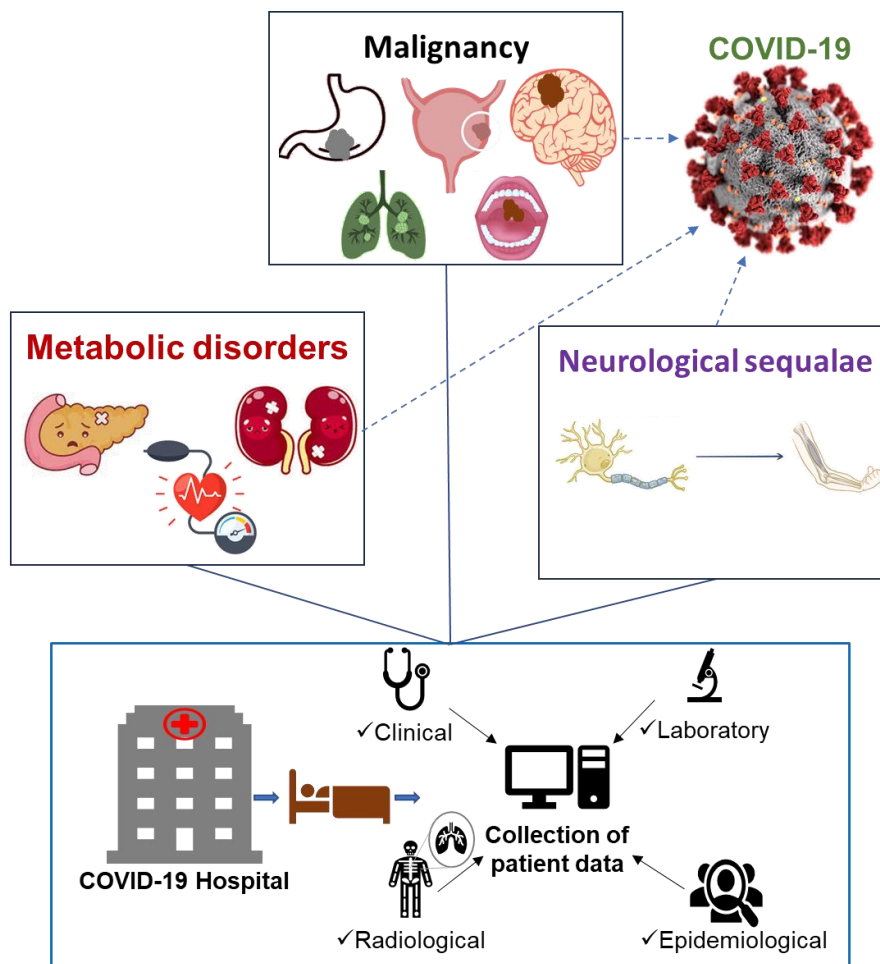 Malignancy
COVID-19
Metabolic disorders
Neurological sequalae
✓Clinical
✓Laboratory
Collection of
patient data
COVID-19 Hospital
✓Radiological
✓Epidemiological